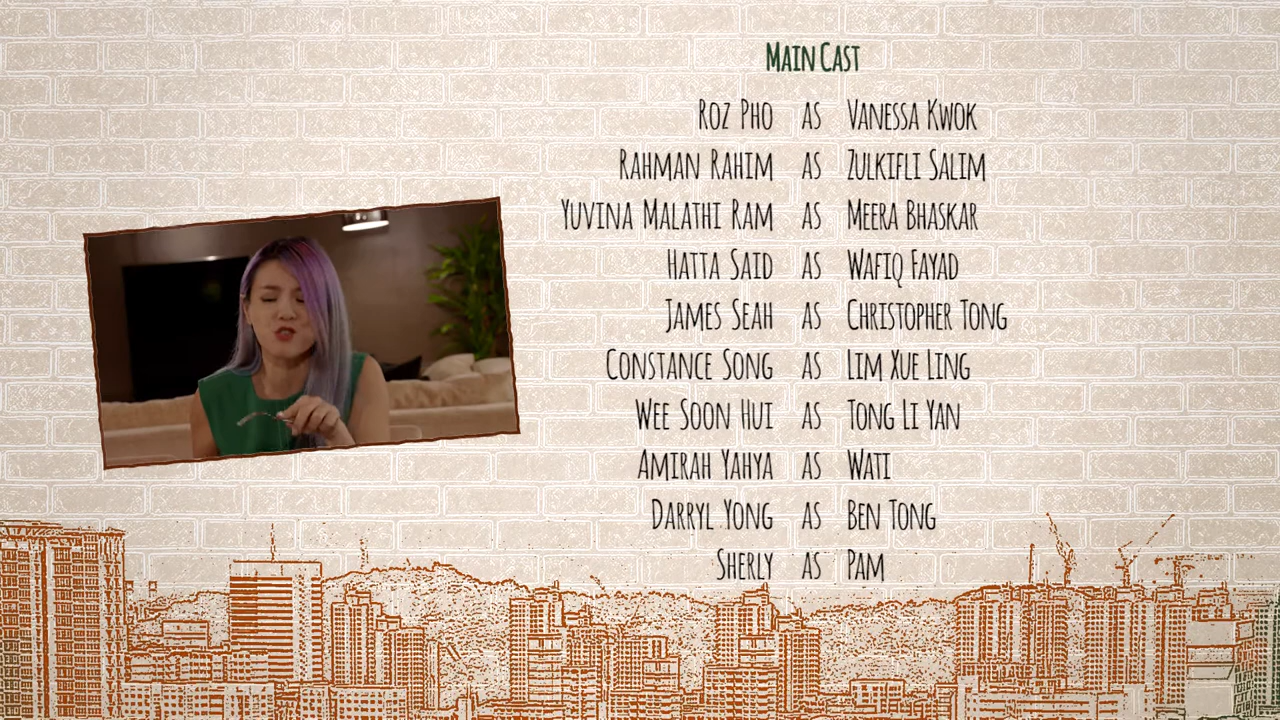 Main Cast
Roz Pho as Vanessa Kwok
Rahman Rahim as Zulkifli Salim
Yuvina Malathi Ram as Meera Bhaskar
Hatta Said as Wafiq Fayad
James Seah as Christopher Tong
Constance Song as Lim Xue Ling
Wee Soon Hui as Tong Li Yan
Amirah Yahya as Wati
Darryl Yong as Ben Tong
Sherly as Pam